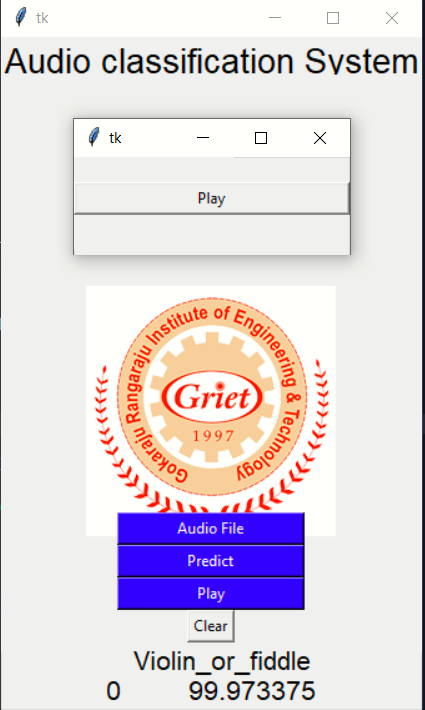 tk
Audio classification System
tk
Play
Gokaraju Rangaraju Institute of Engineering & Technology
Griet
1997
Audio File
Predict
Play
Clear
Violin_or_fiddle
0 99.973375